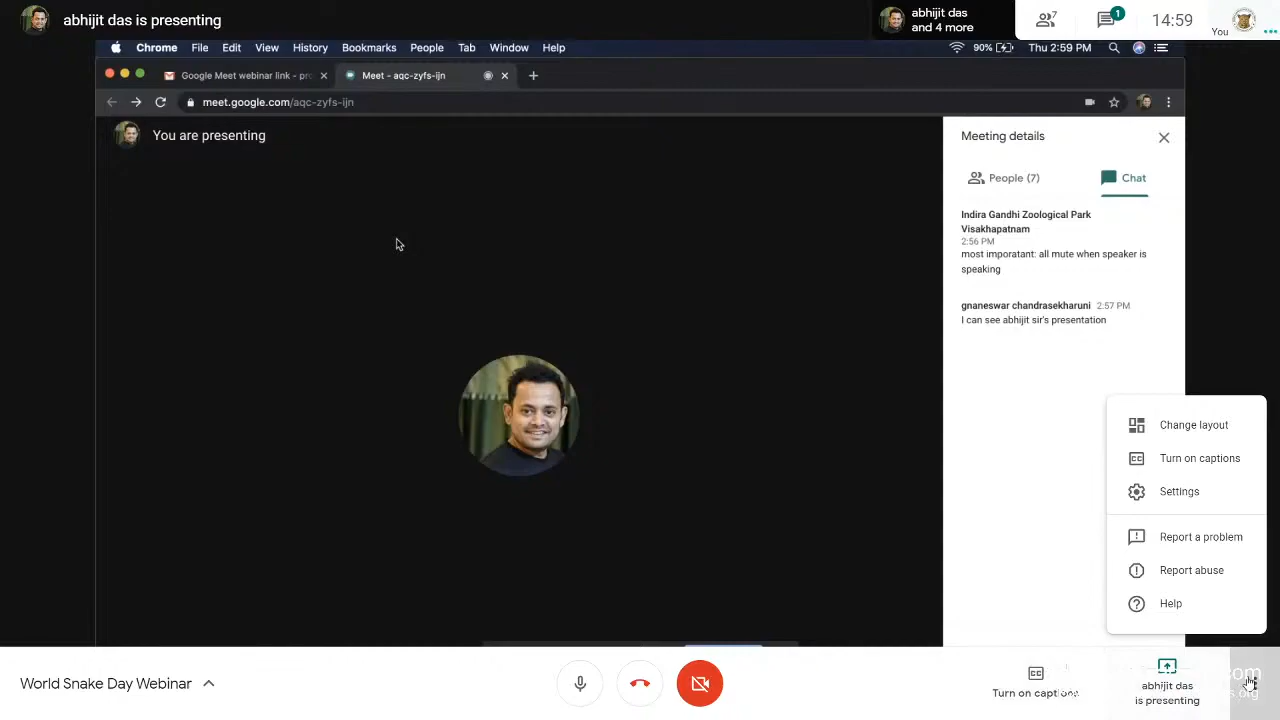 abhijit das is presenting
abhijit das
and 4 more
7
1
14:59
You
Chrome File Edit View History Bookmarks People Tab Window Help
90% Thu 2:59 PM
Google Meet webinar link - pro
Meet - aqc-zyfs-ijn
meet.google.com/aqc-zyfs-ijn
You are presenting
Meeting details
People (7)
Chat
Indira Gandhi Zoological Park
Visakhapatnam
2:56 PM
most imporatant: all mute when speaker is
speaking
gnaneswar chandrasekharuni 2:57 PM
I can see abhijit sir's presentation
Change layout
Turn on captions
Settings
Report a problem
Report abuse
Help
World Snake Day Webinar
Turn on captions
abhijit das
is presenting